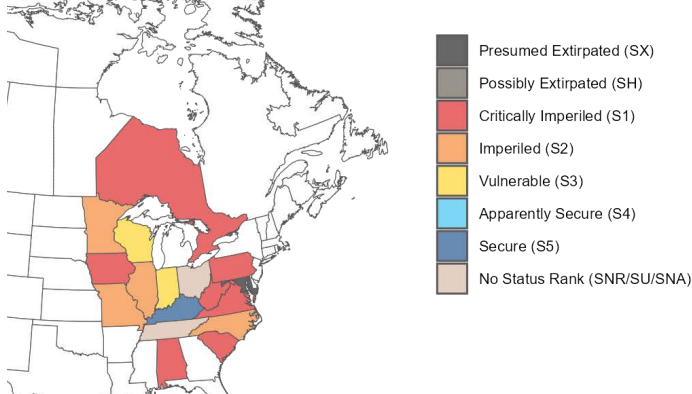 Presumed Extirpated (SX)
Possibly Extirpated (SH)
Critically Imperiled (S1)
Imperiled (S2)
Vulnerable (S3)
Apparently Secure (S4)
Secure (S5)
No Status Rank (SNR/SU/SNA)